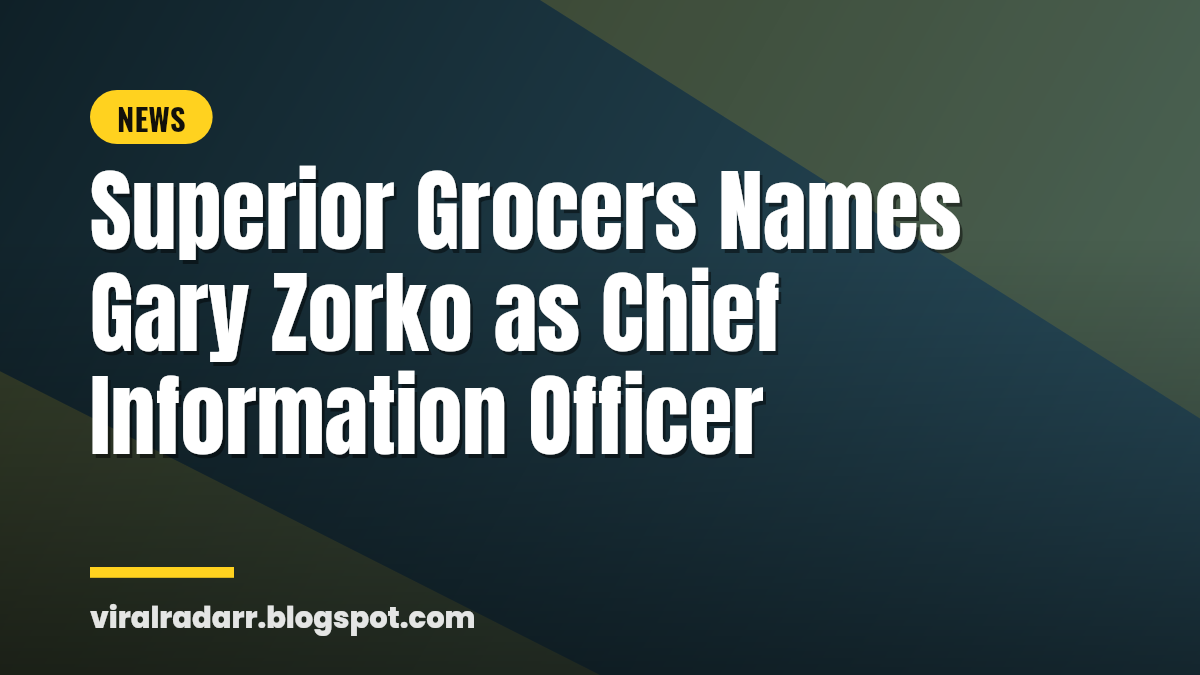 NEWS
Superior Grocers Names
Gary Zorko as Chief
Information Officer
viralradarr.blogspot.com